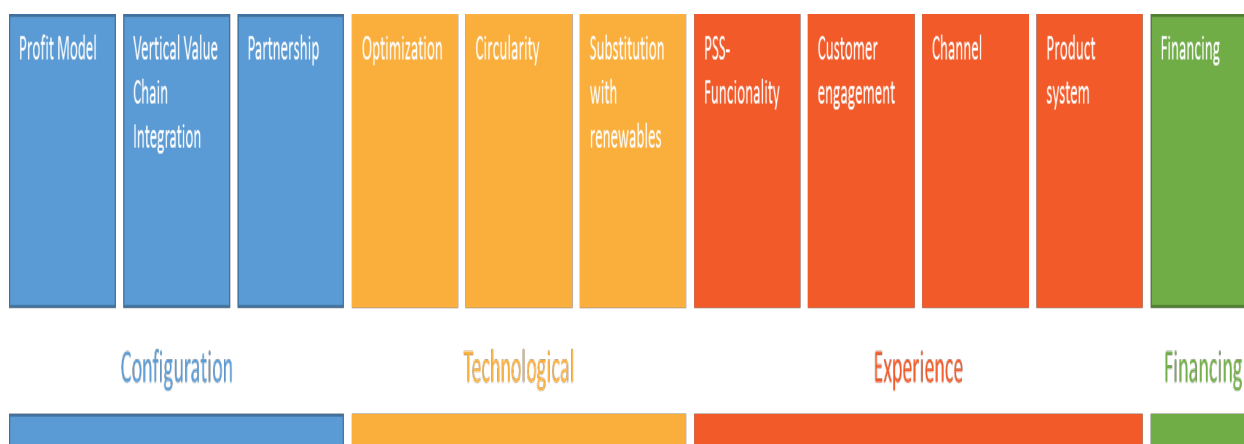 Profit Model
Vertical Value
Chain
Integration
Partnership
Optimization
Circularity
Substitution
with
renewables
PSS-
Funcionality
Customer
engagement
Channel
Product
system
Financing
Configuration
Technological
Experience
Financing